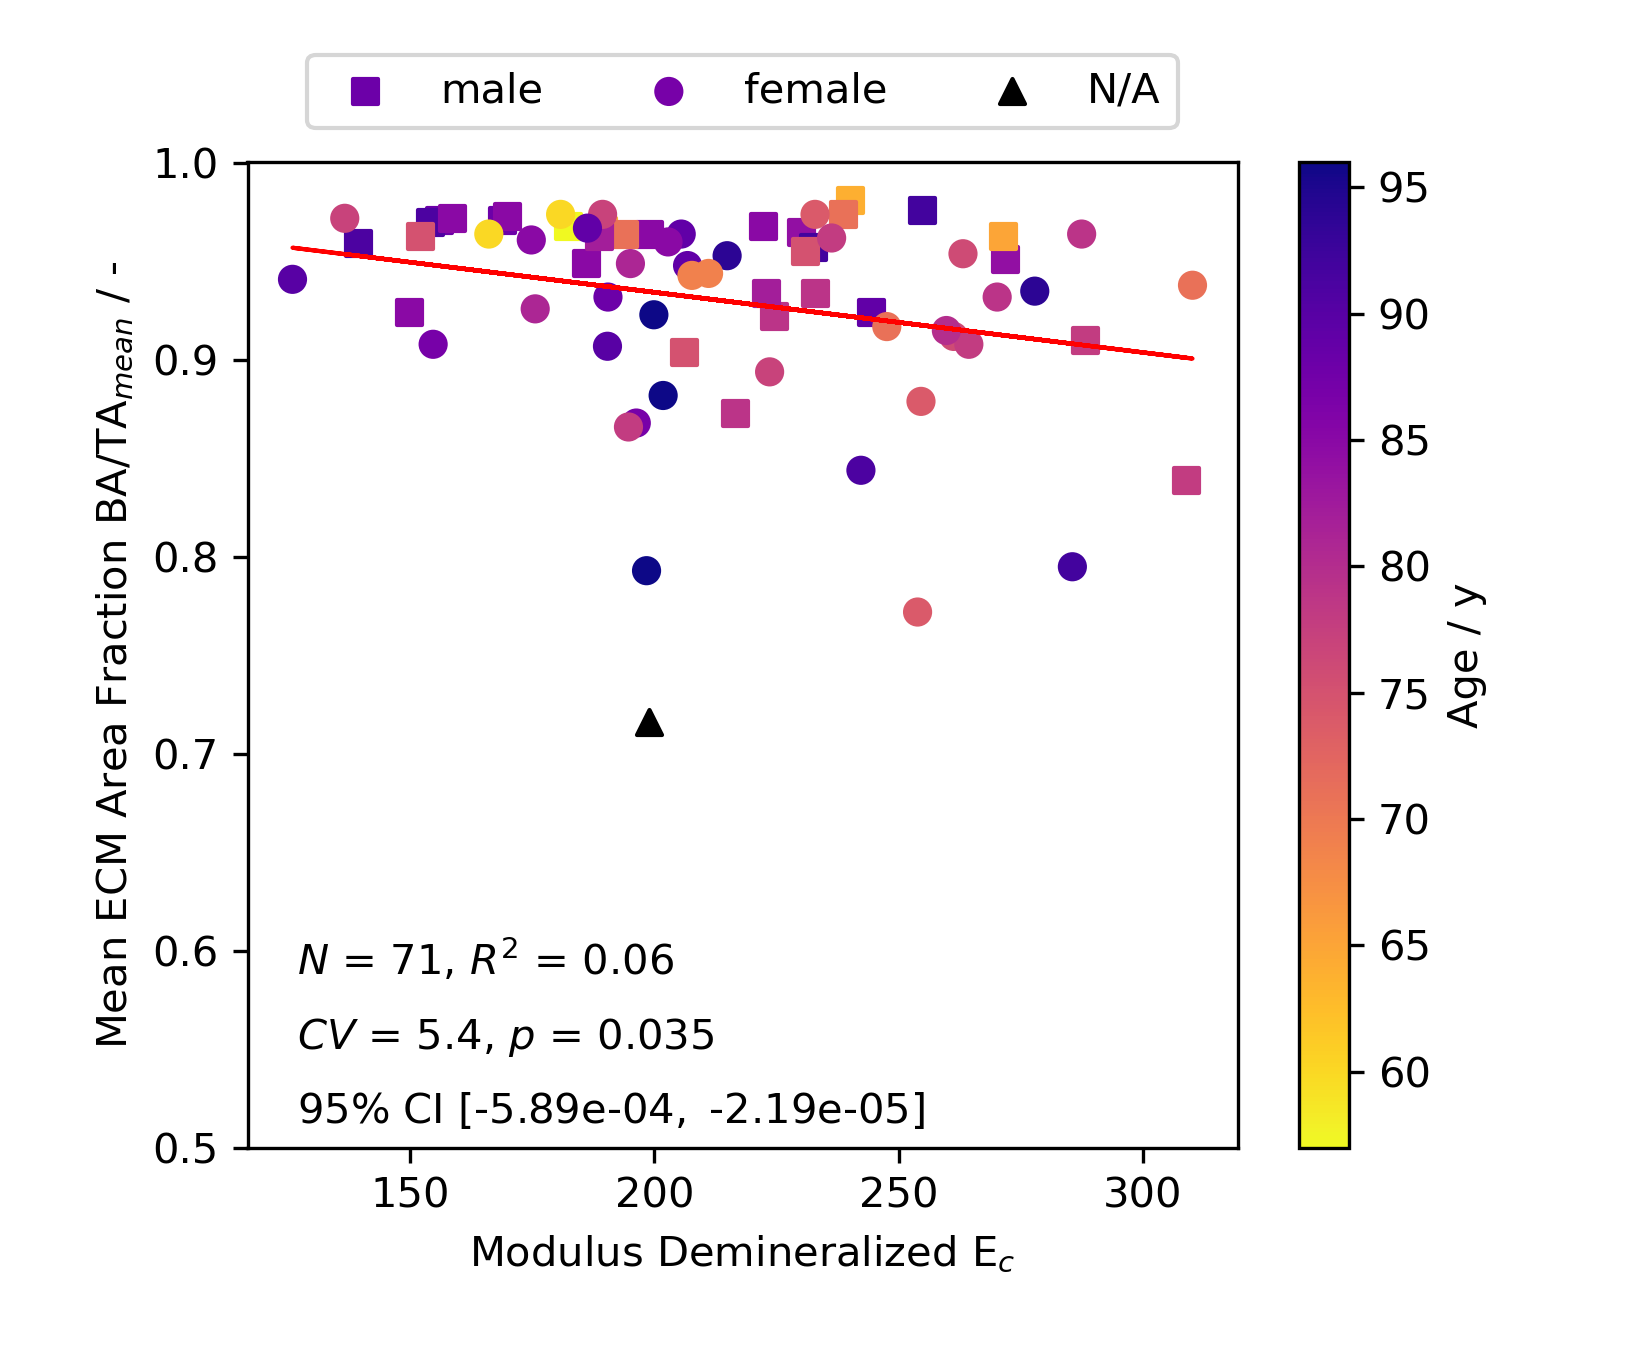 male female N/A
1.0
0.9
0.8
0.7
0.6
0.5
Mean ECM Area Fraction BA/TA_mean / -
N = 71, R² = 0.06
CV = 5.4, p = 0.035
95% CI [-5.89e-04, -2.19e-05]
150 200 250 300
Modulus Demineralized E_c
95
90
85
80
75
70
65
60
Age / y